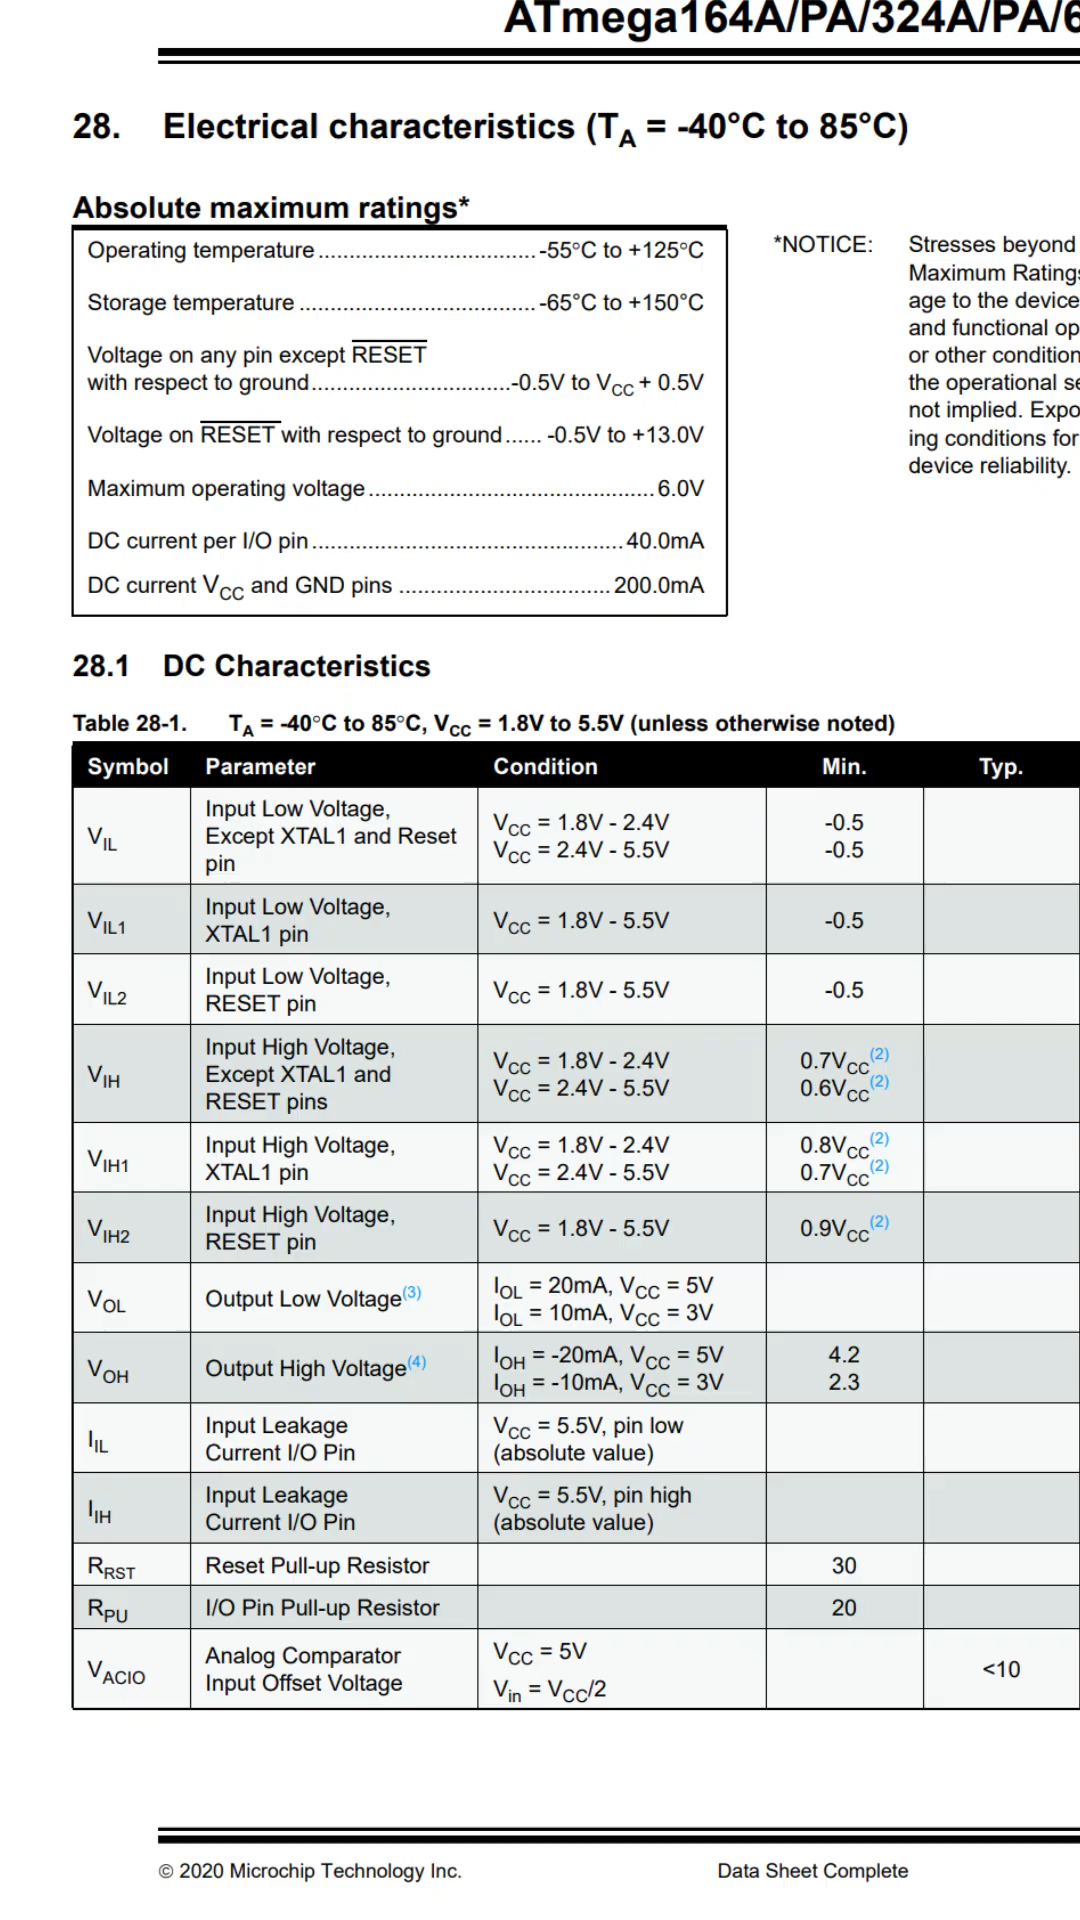 ATmega164A/PA/324A/PA/6
28. Electrical characteristics (TA = -40°C to 85°C)
Absolute maximum ratings*
Operating temperature................................... -55°C to +125°C
Storage temperature ...................................... -65°C to +150°C
Voltage on any pin except RESET
with respect to ground................................-0.5V to VCC + 0.5V
Voltage on RESET with respect to ground...... -0.5V to +13.0V
Maximum operating voltage.............................................. 6.0V
DC current per I/O pin.................................................. 40.0mA
DC current VCC and GND pins .................................. 200.0mA
*NOTICE: Stresses beyond
Maximum Ratings
age to the device
and functional op
or other condition
the operational se
not implied. Expo
ing conditions for
device reliability.
28.1 DC Characteristics
Table 28-1. TA = -40°C to 85°C, VCC = 1.8V to 5.5V (unless otherwise noted)
Symbol Parameter Condition Min. Typ.
VIL
Input Low Voltage,
Except XTAL1 and Reset
pin
VCC = 1.8V - 2.4V
VCC = 2.4V - 5.5V
-0.5
-0.5
VIL1
Input Low Voltage,
XTAL1 pin
VCC = 1.8V - 5.5V
-0.5
VIL2
Input Low Voltage,
RESET pin
VCC = 1.8V - 5.5V
-0.5
VIH
Input High Voltage,
Except XTAL1 and
RESET pins
VCC = 1.8V - 2.4V
VCC = 2.4V - 5.5V
0.7VCC(2)
0.6VCC(2)
VIH1
Input High Voltage,
XTAL1 pin
VCC = 1.8V - 2.4V
VCC = 2.4V - 5.5V
0.8VCC(2)
0.7VCC(2)
VIH2
Input High Voltage,
RESET pin
VCC = 1.8V - 5.5V
0.9VCC(2)
VOL
Output Low Voltage(3)
IOL = 20mA, VCC = 5V
IOL = 10mA, VCC = 3V
VOH
Output High Voltage(4)
IOH = -20mA, VCC = 5V
IOH = -10mA, VCC = 3V
4.2
2.3
IIL
Input Leakage
Current I/O Pin
VCC = 5.5V, pin low
(absolute value)
IIH
Input Leakage
Current I/O Pin
VCC = 5.5V, pin high
(absolute value)
RRST Reset Pull-up Resistor 30
RPU I/O Pin Pull-up Resistor 20
VACIO
Analog Comparator
Input Offset Voltage
VCC = 5V
Vin = VCC/2
<10
© 2020 Microchip Technology Inc. Data Sheet Complete